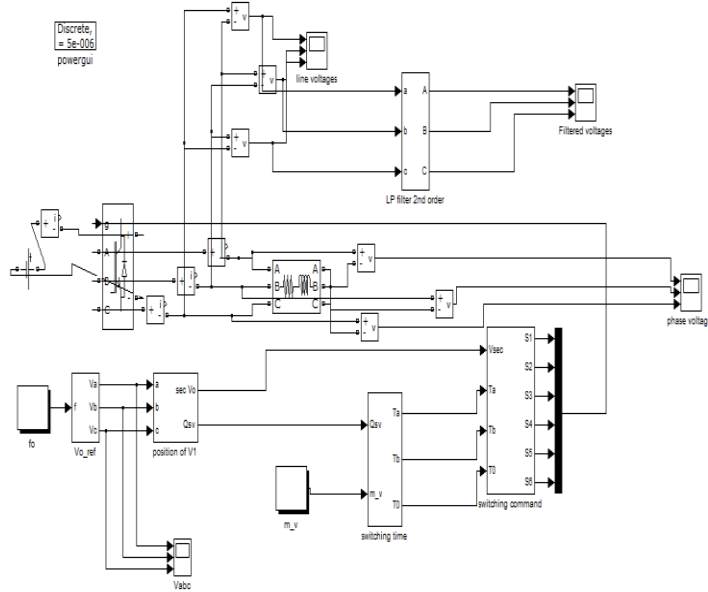 Discrete,
= 5e-006
powergui
+
-
v
line voltages
+
-
v
+
-
v
a
b
c
A
B
C
LP filter 2nd order
Filtered voltages
+
i
-
g
A
B
C
+
-
+
i
-
+
i
-
+
-
A
B
C
A
B
C
+
-
v
+
-
v
+
-
v
phase voltag
fo
f
Va
Vb
Vc
Vo_ref
a
b
c
sec Vo
Qsv
position of V1
Vabc
m_v
Qsv
m_v
Ta
Tb
T0
switching time
Vsec
Ta
Tb
T0
S1
S2
S3
S4
S5
S6
switching command